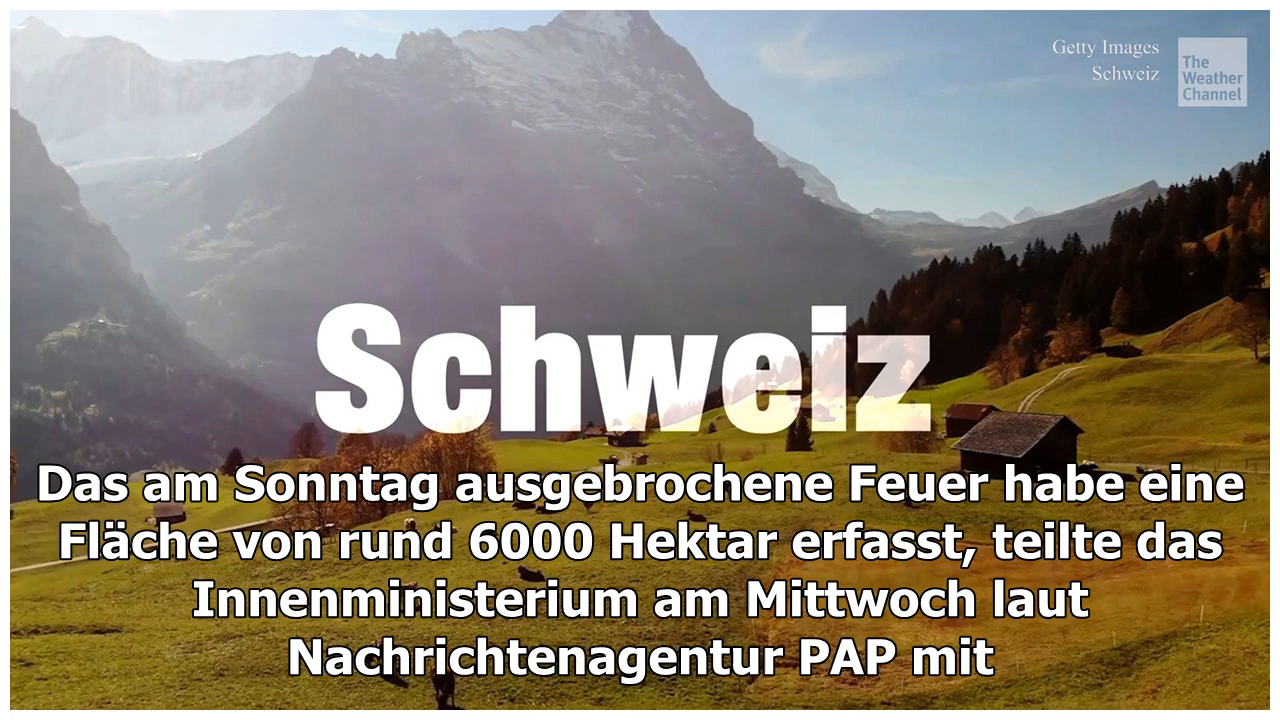 Getty Images
Schweiz
The
Weather
Channel
Schweiz
Das am Sonntag ausgebrochene Feuer habe eine
Fläche von rund 6000 Hektar erfasst, teilte das
Innenministerium am Mittwoch laut
Nachrichtenagentur PAP mit